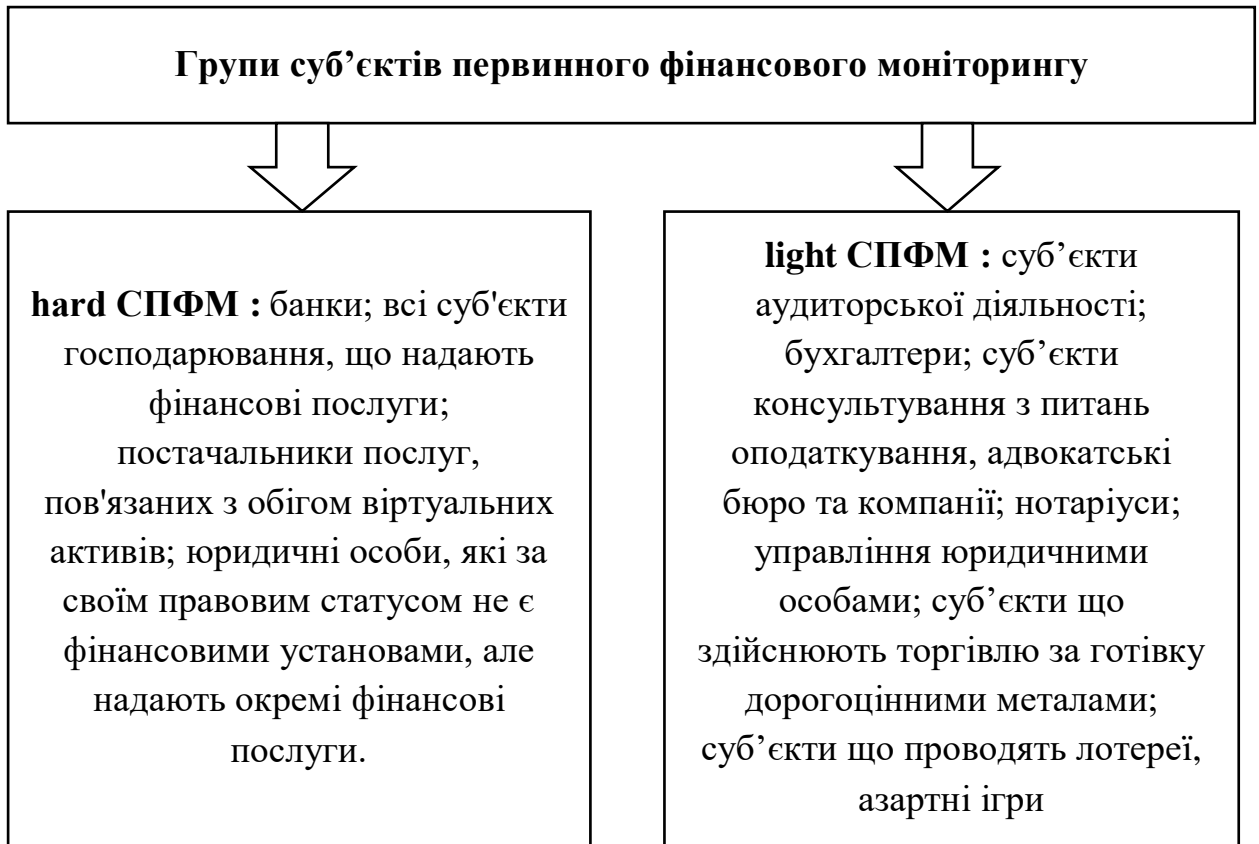 Групи суб’єктів первинного фінансового моніторингу
hard СПФМ : банки; всі суб'єкти
господарювання, що надають
фінансові послуги;
постачальники послуг,
пов'язаних з обігом віртуальних
активів; юридичні особи, які за
своїм правовим статусом не є
фінансовими установами, але
надають окремі фінансові
послуги.
light СПФМ : суб’єкти
аудиторської діяльності;
бухгалтери; суб’єкти
консультування з питань
оподаткування, адвокатські
бюро та компанії; нотаріуси;
управління юридичними
особами; суб’єкти що
здійснюють торгівлю за готівку
дорогоцінними металами;
суб’єкти що проводять лотереї,
азартні ігри